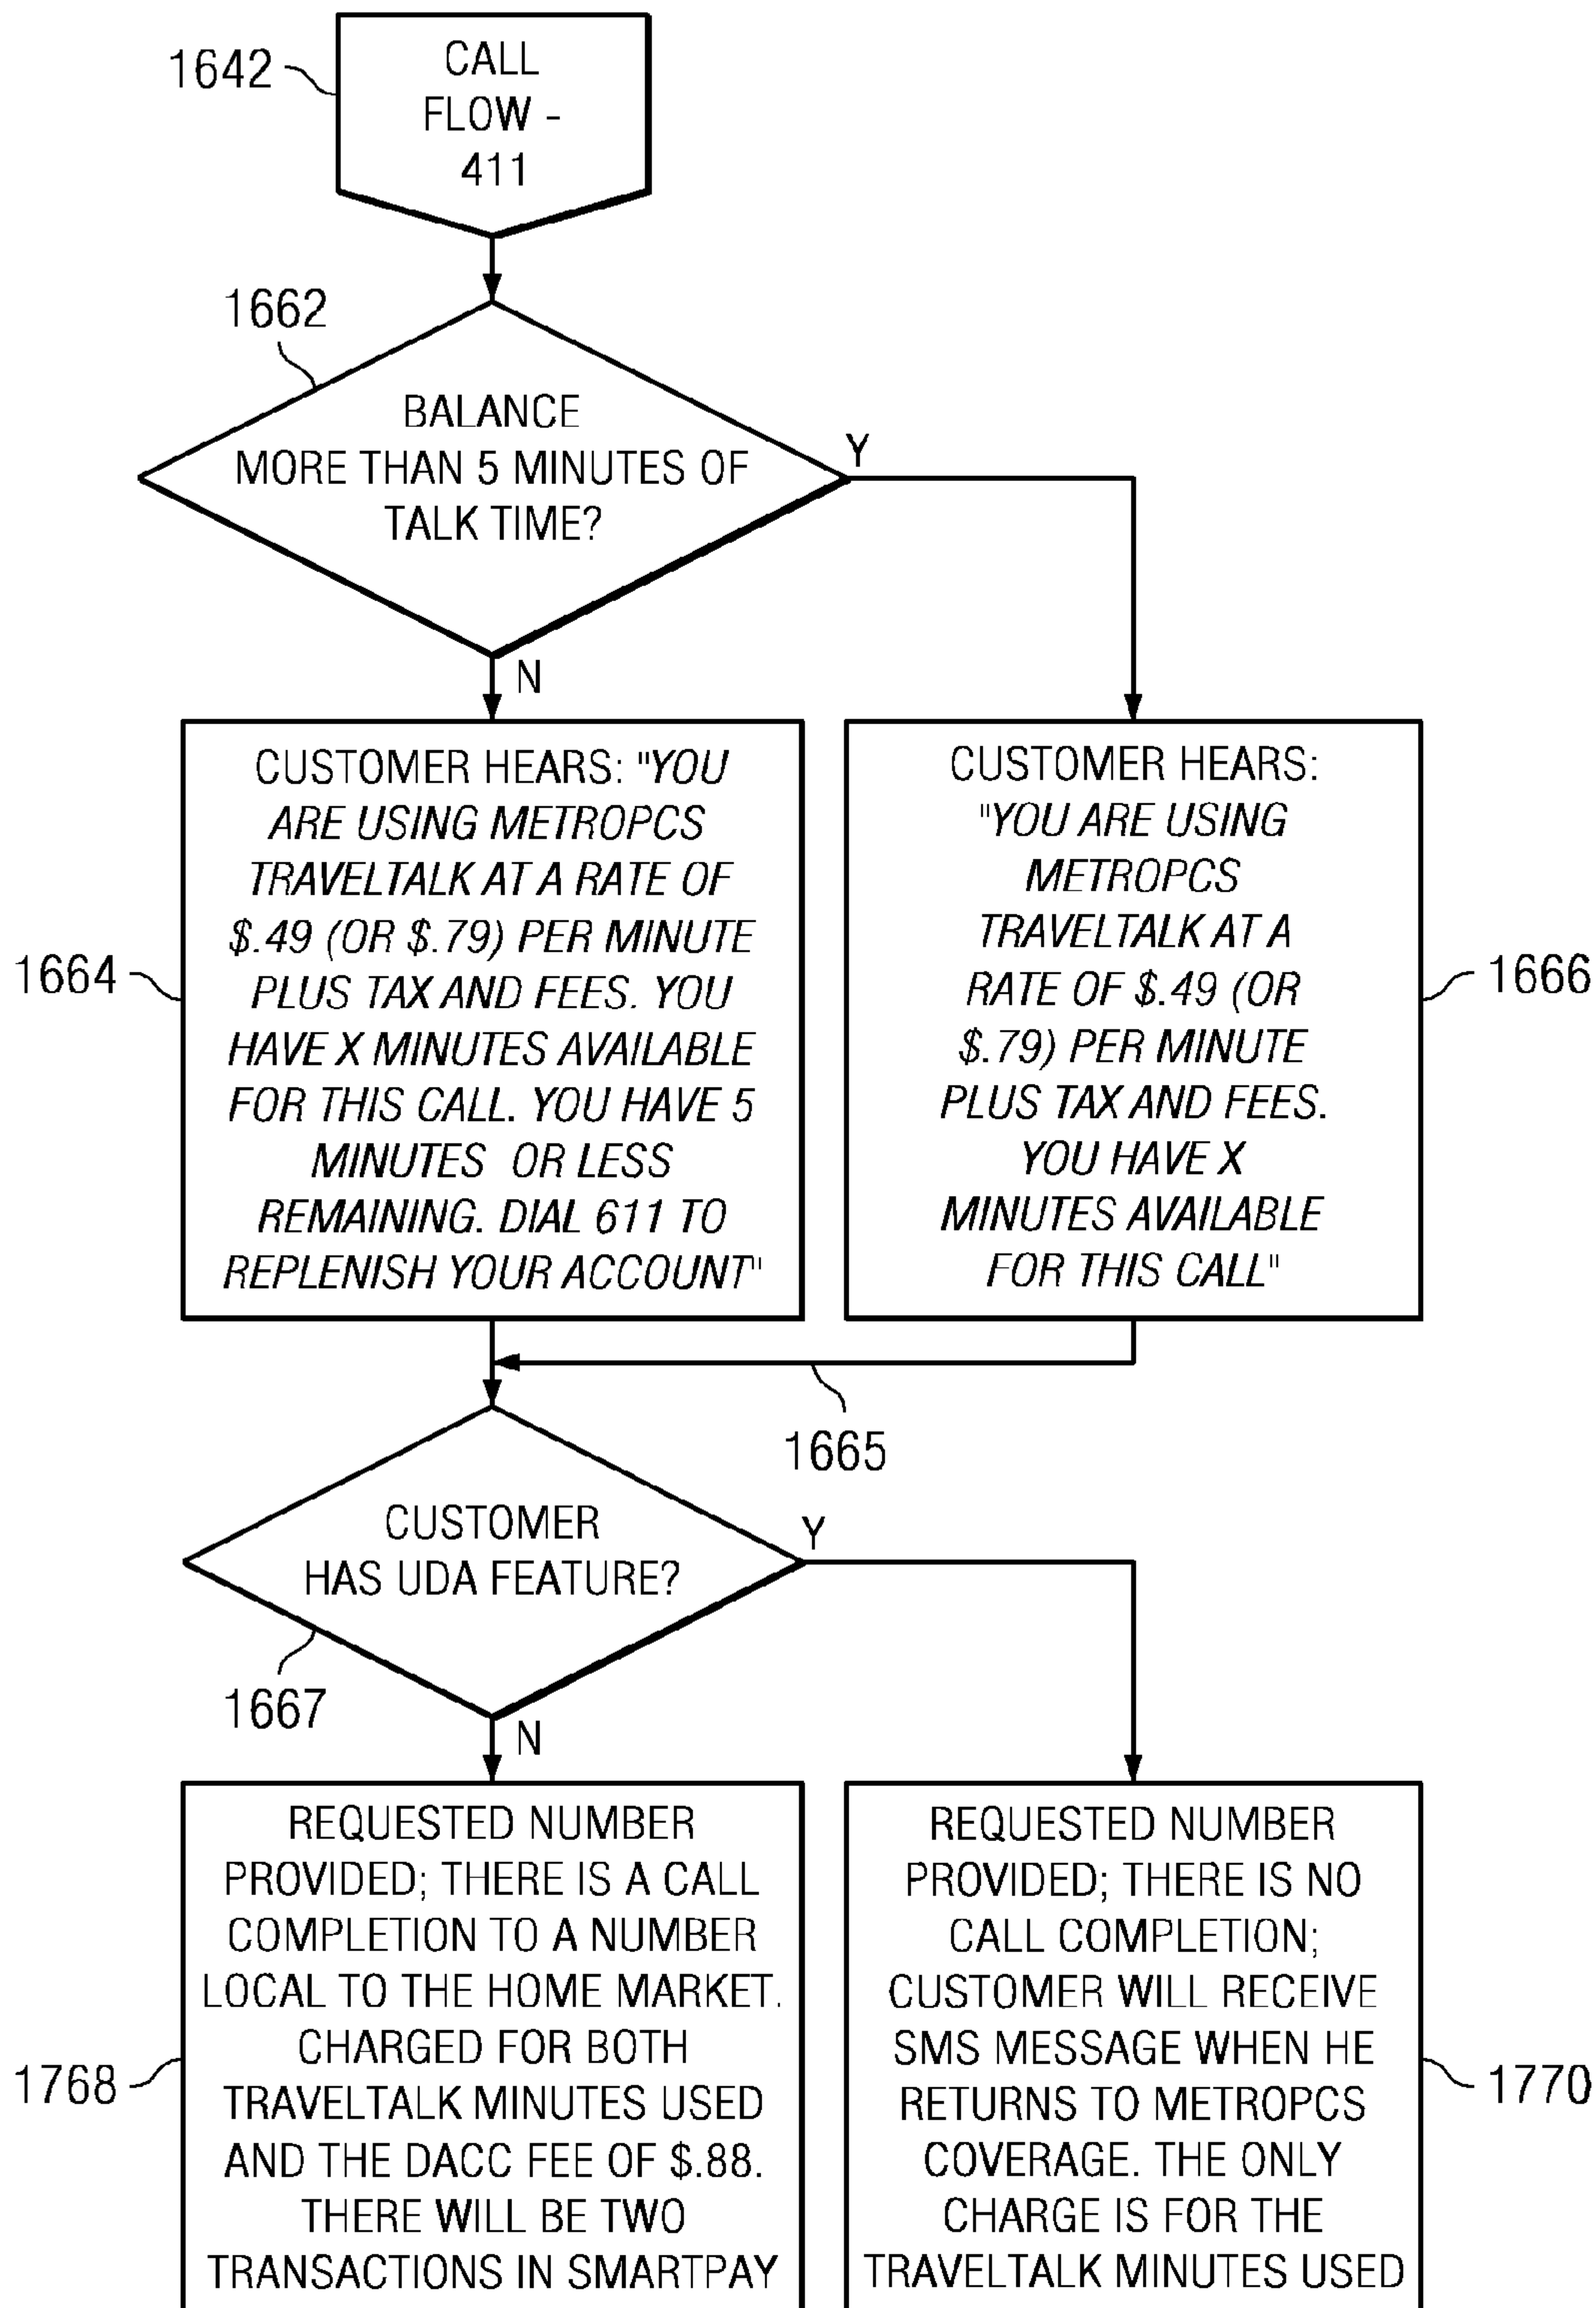 1642
CALL
FLOW -
411
1662
BALANCE
MORE THAN 5 MINUTES OF
TALK TIME?
Y
N
1664
CUSTOMER HEARS: "YOU
ARE USING METROPCS
TRAVELTALK AT A RATE OF
$.49 (OR $.79) PER MINUTE
PLUS TAX AND FEES. YOU
HAVE X MINUTES AVAILABLE
FOR THIS CALL. YOU HAVE 5
MINUTES OR LESS
REMAINING. DIAL 611 TO
REPLENISH YOUR ACCOUNT"
CUSTOMER HEARS:
"YOU ARE USING
METROPCS
TRAVELTALK AT A
RATE OF $.49 (OR
$.79) PER MINUTE
PLUS TAX AND FEES.
YOU HAVE X
MINUTES AVAILABLE
FOR THIS CALL"
1666
1665
CUSTOMER
HAS UDA FEATURE?
Y
1667
N
1768
REQUESTED NUMBER
PROVIDED; THERE IS A CALL
COMPLETION TO A NUMBER
LOCAL TO THE HOME MARKET.
CHARGED FOR BOTH
TRAVELTALK MINUTES USED
AND THE DACC FEE OF $.88.
THERE WILL BE TWO
TRANSACTIONS IN SMARTPAY
REQUESTED NUMBER
PROVIDED; THERE IS NO
CALL COMPLETION;
CUSTOMER WILL RECEIVE
SMS MESSAGE WHEN HE
RETURNS TO METROPCS
COVERAGE. THE ONLY
CHARGE IS FOR THE
TRAVELTALK MINUTES USED
1770